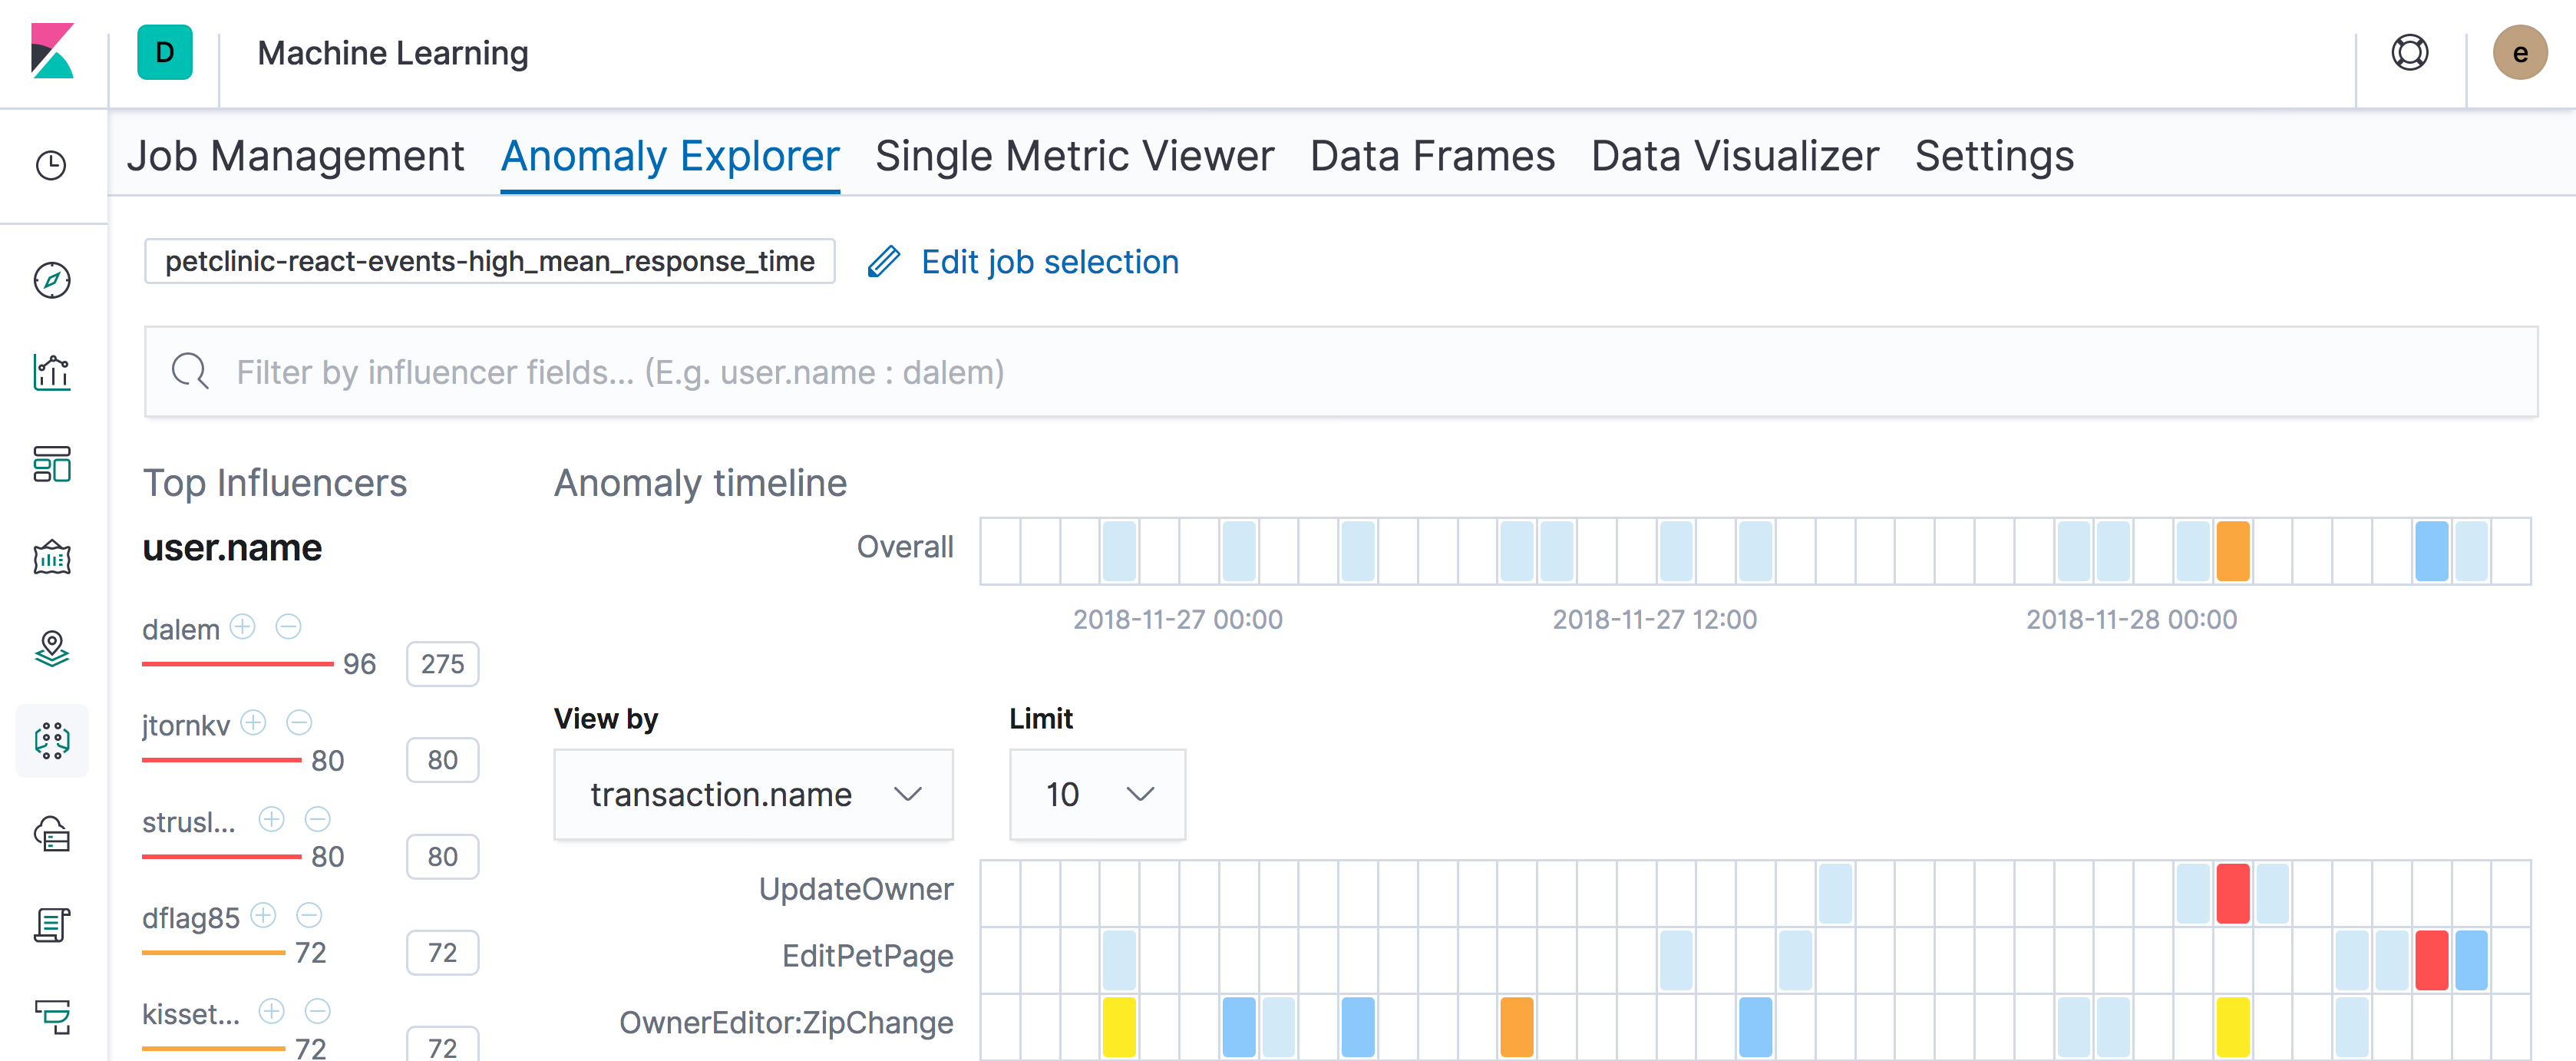 D Machine Learning e
Job Management Anomaly Explorer Single Metric Viewer Data Frames Data Visualizer Settings
petclinic-react-events-high_mean_response_time Edit job selection
Filter by influencer fields... (E.g. user.name : dalem)
Top Influencers
user.name
dalem
96 275
jtornkv
80 80
strusl...
80 80
dflag85
72 72
kisset...
72 72
Anomaly timeline
Overall
2018-11-27 00:00 2018-11-27 12:00 2018-11-28 00:00
View by Limit
transaction.name 10
UpdateOwner
EditPetPage
OwnerEditor:ZipChange